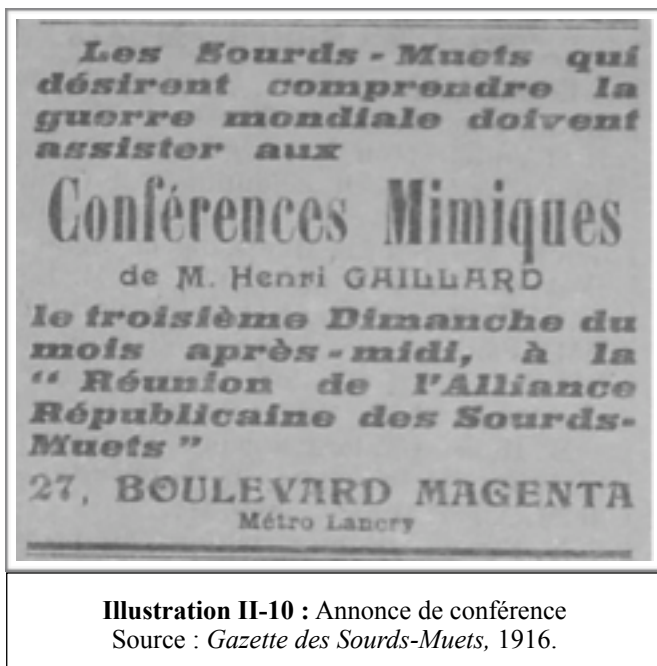 Les Sourds-Muets qui
désirent comprendre la
guerre mondiale doivent
assister aux
Conférences Mimiques
de M. Henri GAILLARD
le troisième Dimanche du
mois après-midi, à la
“ Réunion de l'Alliance
Républicaine des Sourds-
Muets ”
27, BOULEVARD MAGENTA
Métro Lancry
Illustration II-10 : Annonce de conférence
Source : Gazette des Sourds-Muets, 1916.